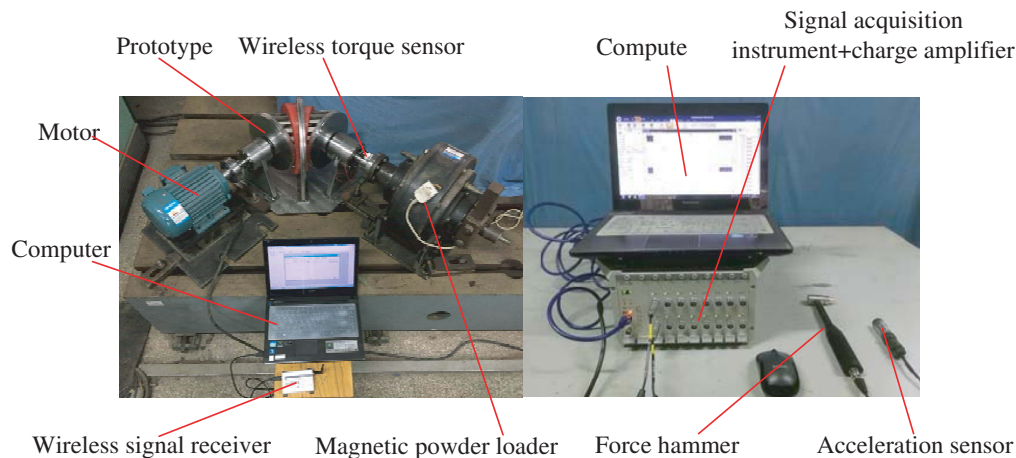 Signal acquisition
Prototype Wireless torque sensor Compute instrument+charge amplifier
Motor
Computer
Wireless signal receiver Magnetic powder loader Force hammer Acceleration sensor